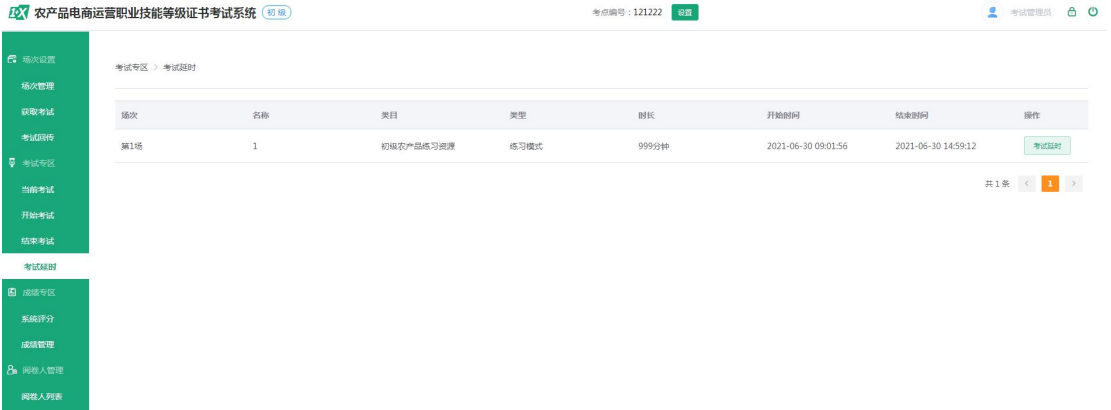 1+X 农产品电商运营职业技能等级证书考试系统 初级 考点编号：121222 设置 考试管理员
场次设置
场次管理
获取考试
考试回传
考试专区
当前考试
开始考试
结束考试
考试延时
成绩专区
系统评分
成绩管理
阅卷人管理
阅卷人列表
考试专区 > 考试延时
场次 名称 类目 类型 时长 开始时间 结束时间 操作
第1场 1 初级农产品练习资源 练习模式 999分钟 2021-06-30 09:01:56 2021-06-30 14:59:12 考试延时
共1条 < 1 >